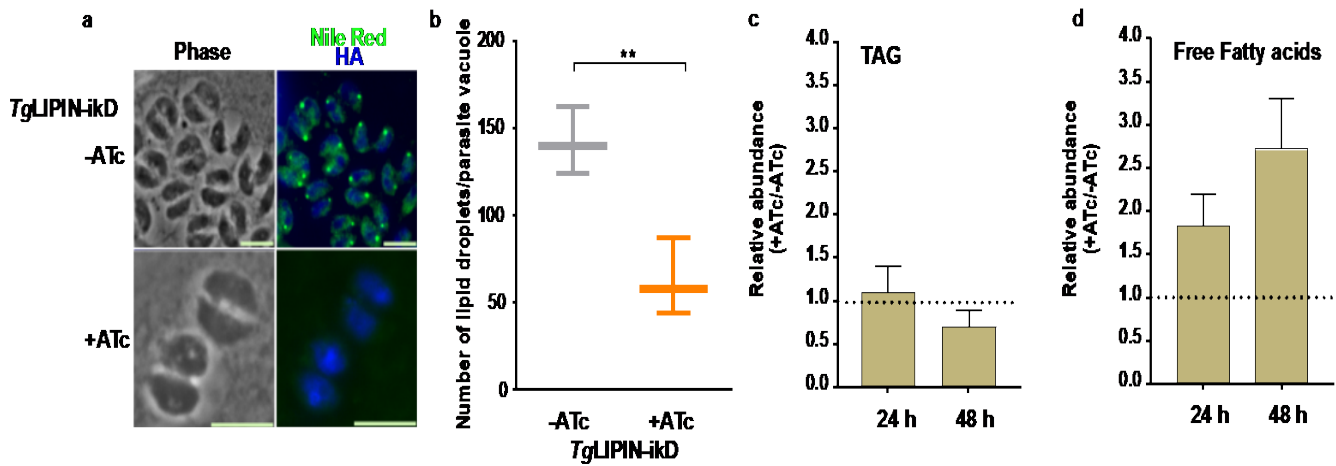 a
Phase
Nile Red
HA
TgLIPIN-ikD
-ATc
+ATc
b
Number of lipid droplets/parasite vacuole
200
150
100
50
0
**
-ATc +ATc
TgLIPIN-ikD
c
TAG
Relative abundance
(+ATc/-ATc)
4.0
3.5
3.0
2.5
2.0
1.5
1.0
0.5
0.0
24 h 48 h
d
Free Fatty acids
Relative abundance
(+ATc/-ATc)
4.0
3.5
3.0
2.5
2.0
1.5
1.0
0.5
0.0
24 h 48 h